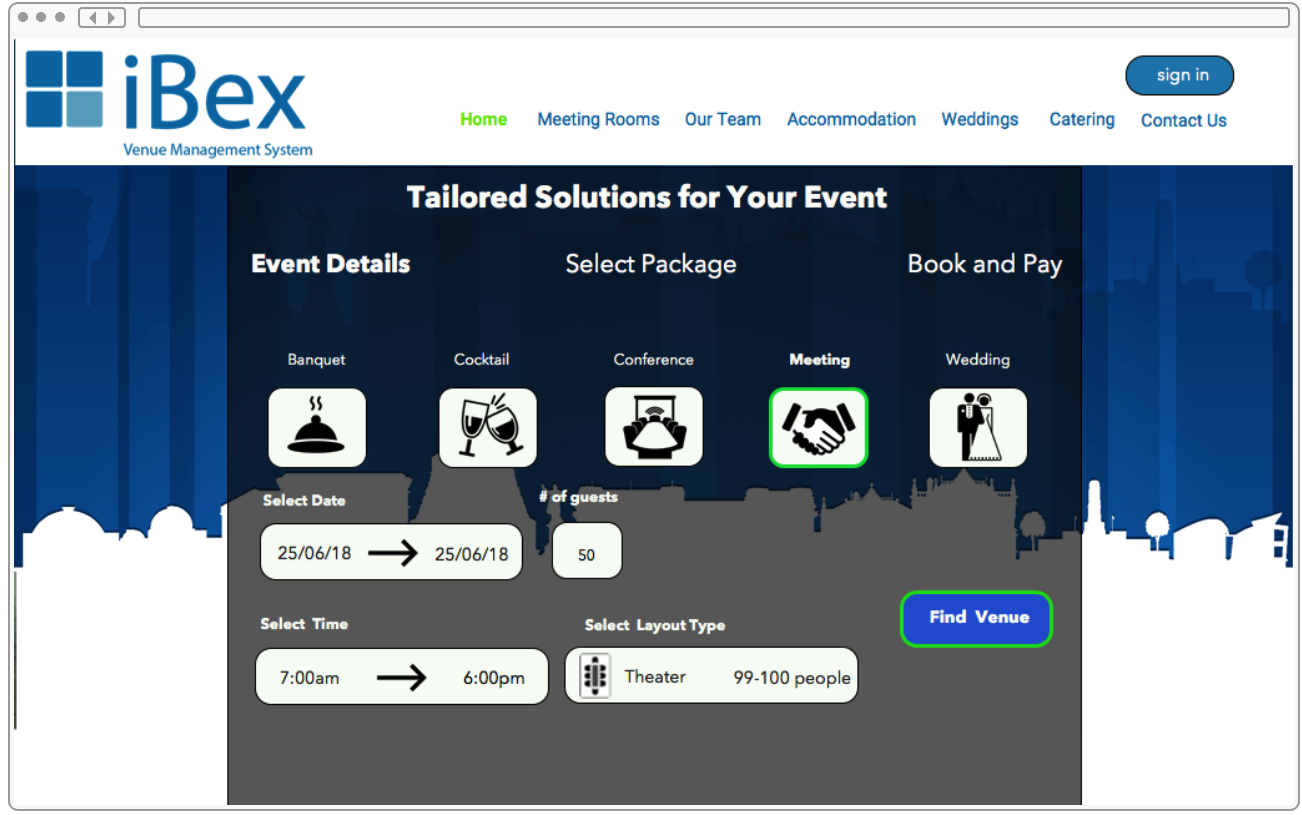 iBex
Venue Management System
sign in
Home Meeting Rooms Our Team Accommodation Weddings Catering Contact Us
Tailored Solutions for Your Event
Event Details Select Package Book and Pay
Banquet Cocktail Conference Meeting Wedding
Select Date # of guests
25/06/18 25/06/18 50
Find Venue
Select Time Select Layout Type
7:00am 6:00pm Theater 99-100 people